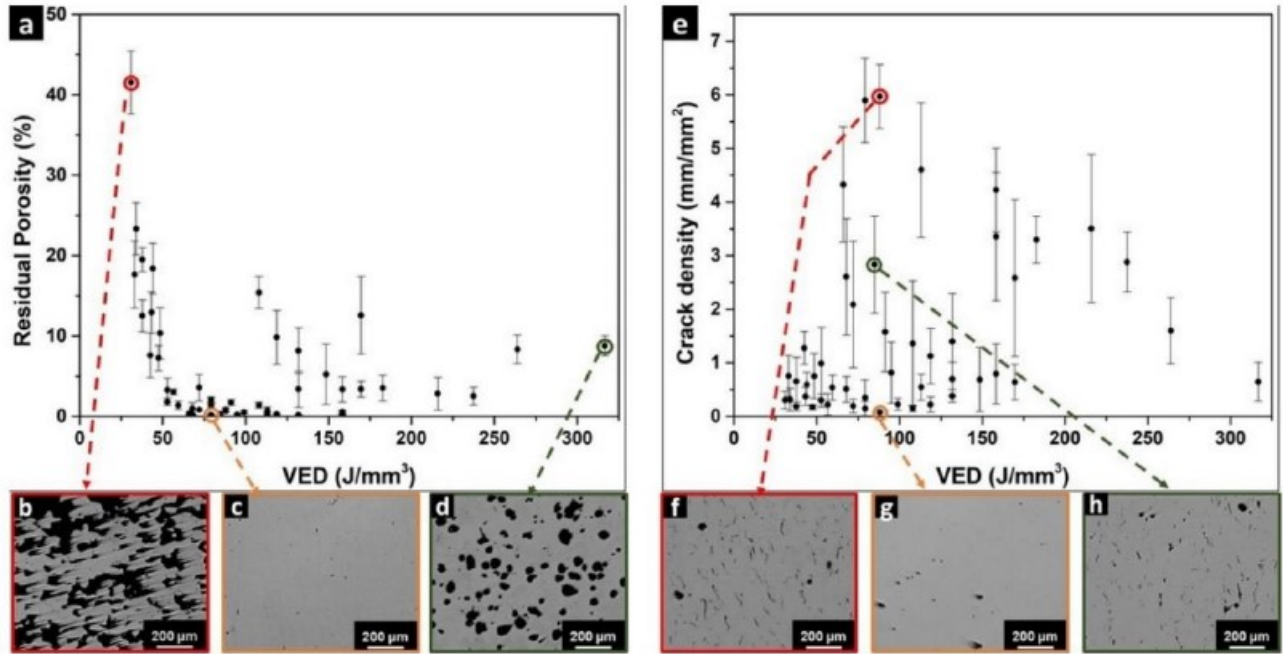 a
50
40
30
20
10
0
Residual Porosity (%)
0 50 100 150 200 250 300
VED (J/mm³)
b
200 µm
c
200 µm
d
200 µm
e
7
6
5
4
3
2
1
0
Crack density (mm/mm²)
0 50 100 150 200 250 300
VED (J/mm³)
f
200 µm
g
200 µm
h
200 µm